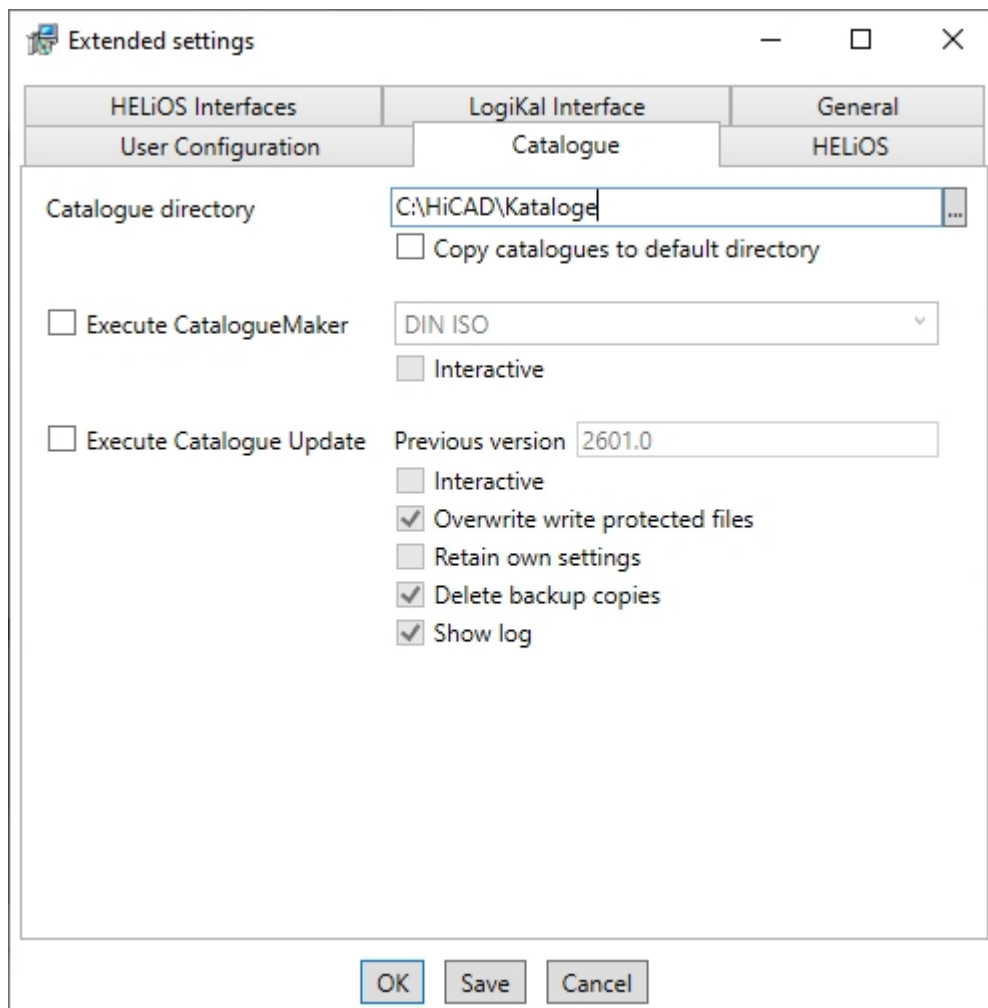 Extended settings
HELiOS Interfaces LogiKal Interface General
User Configuration Catalogue HELiOS
Catalogue directory C:\HiCAD\Kataloge ...
Copy catalogues to default directory
Execute CatalogueMaker DIN ISO
Interactive
Execute Catalogue Update Previous version 2601.0
Interactive
Overwrite write protected files
Retain own settings
Delete backup copies
Show log
OK Save Cancel